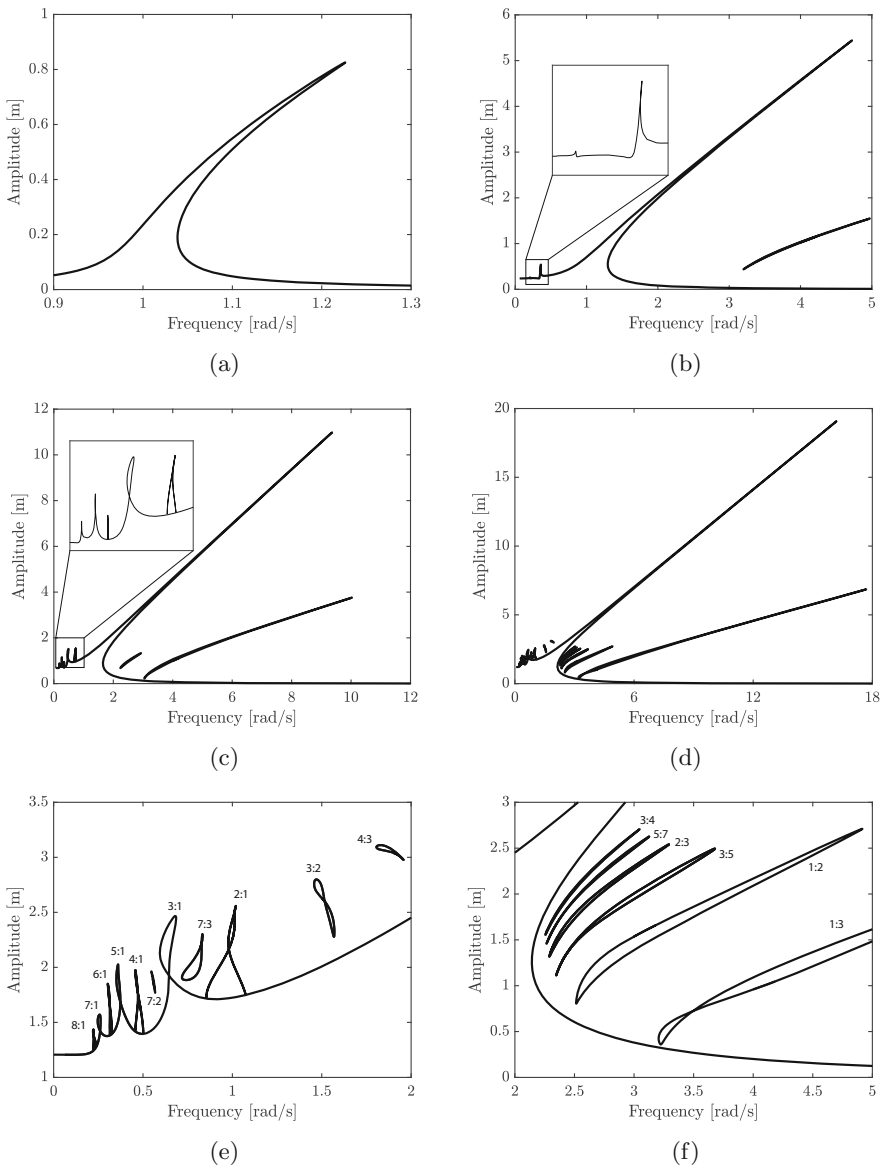 1
0.8
0.6
0.4
0.2
0
Amplitude [m]
0.9 1 1.1 1.2 1.3
Frequency [rad/s]
(a)
6
5
4
3
2
1
0
Amplitude [m]
0 1 2 3 4 5
Frequency [rad/s]
(b)
12
10
8
6
4
2
0
Amplitude [m]
0 2 4 6 8 10 12
Frequency [rad/s]
(c)
20
15
10
5
0
Amplitude [m]
0 6 12 18
Frequency [rad/s]
(d)
3.5
3
2.5
2
1.5
1
Amplitude [m]
4:3
3:2
3:1
2:1
7:3
5:1
4:1
6:1
7:2
7:1
8:1
0 0.5 1 1.5 2
Frequency [rad/s]
(e)
3
2.5
2
1.5
1
0.5
0
Amplitude [m]
3:4
5:7
2:3
3:5
1:2
1:3
2 2.5 3 3.5 4 4.5 5
Frequency [rad/s]
(f)